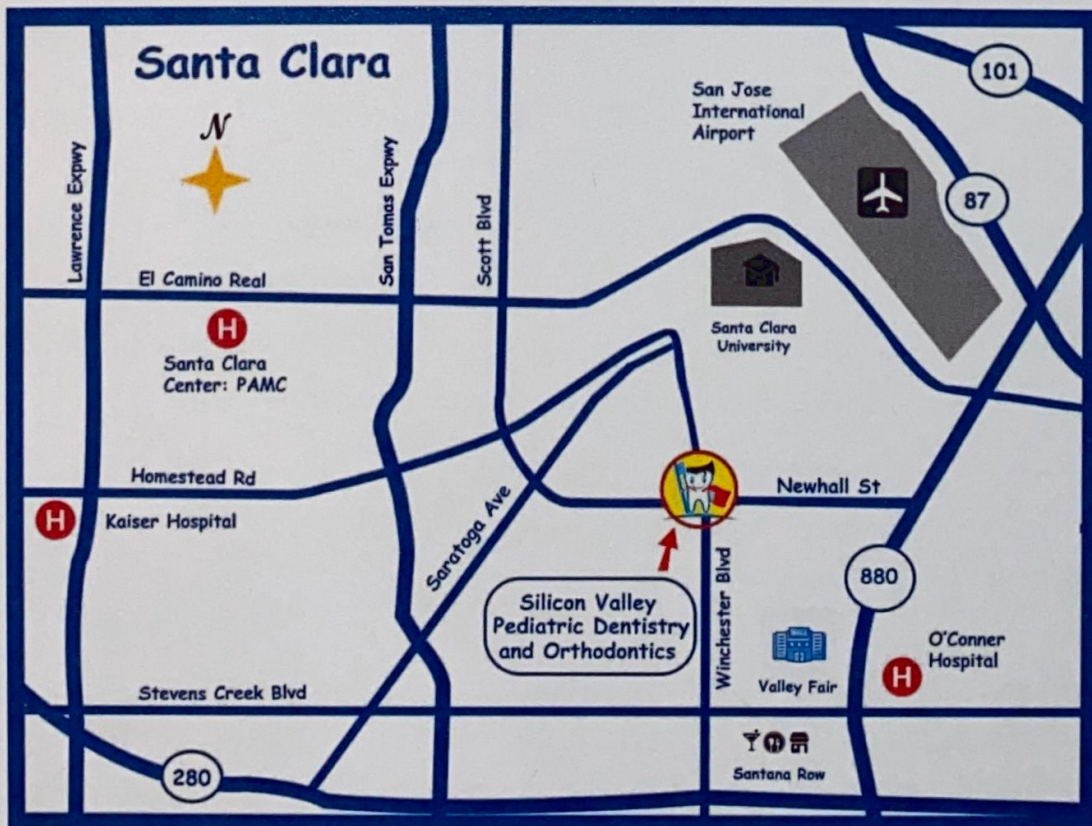 Santa Clara
N
101
San Jose
International
Airport
Lawrence Expwy
San Tomas Expwy
Scott Blvd
87
El Camino Real
H
Santa Clara
Center: PAMC
Santa Clara
University
Homestead Rd
H
Kaiser Hospital
Saratoga Ave
Newhall St
880
Silicon Valley
Pediatric Dentistry
and Orthodontics
Winchester Blvd
Valley Fair
H
O'Conner
Hospital
Stevens Creek Blvd
280
Santana Row